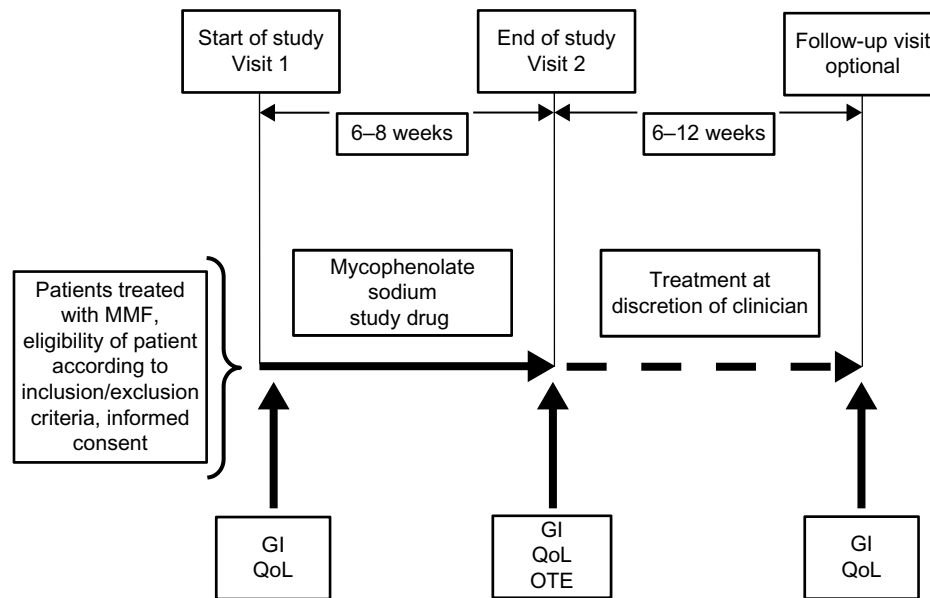 Start of study
Visit 1
End of study
Visit 2
Follow-up visit
optional
6–8 weeks
6–12 weeks
Mycophenolate
sodium
study drug
Treatment at
discretion of clinician
Patients treated
with MMF,
eligibility of patient
according to
inclusion/exclusion
criteria, informed
consent
GI
QoL
GI
QoL
OTE
GI
QoL